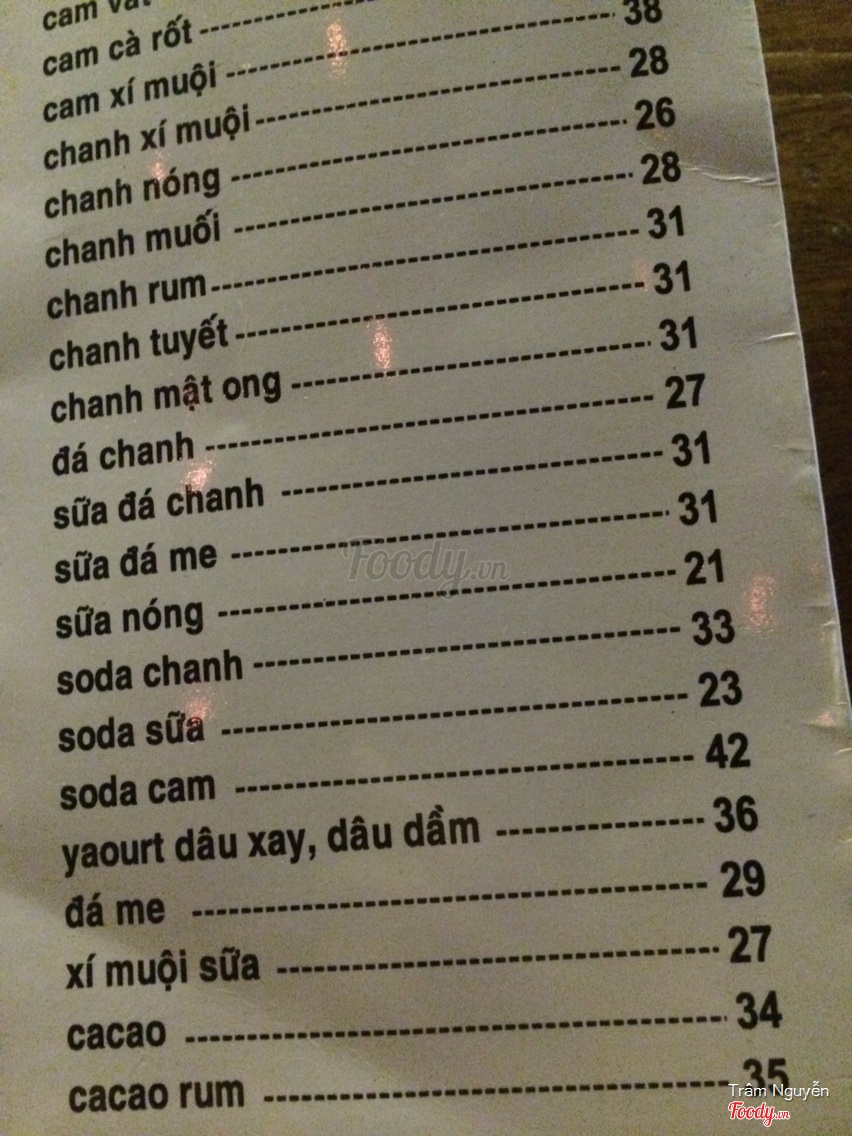 cam vắt
cam cà rốt
cam xí muội 38
chanh xí muội 28
chanh nóng 26
chanh muối 28
chanh rum 31
chanh tuyết 31
chanh mật ong 31
đá chanh 27
sữa đá chanh 31
sữa đá me 31
sữa nóng 21
soda chanh 33
soda sữa 23
soda cam 42
yaourt dâu xay, dâu dầm 36
đá me 29
xí muội sữa 27
cacao 34
cacao rum 35
Foody.vn
Trâm Nguyễn
Foody.vn